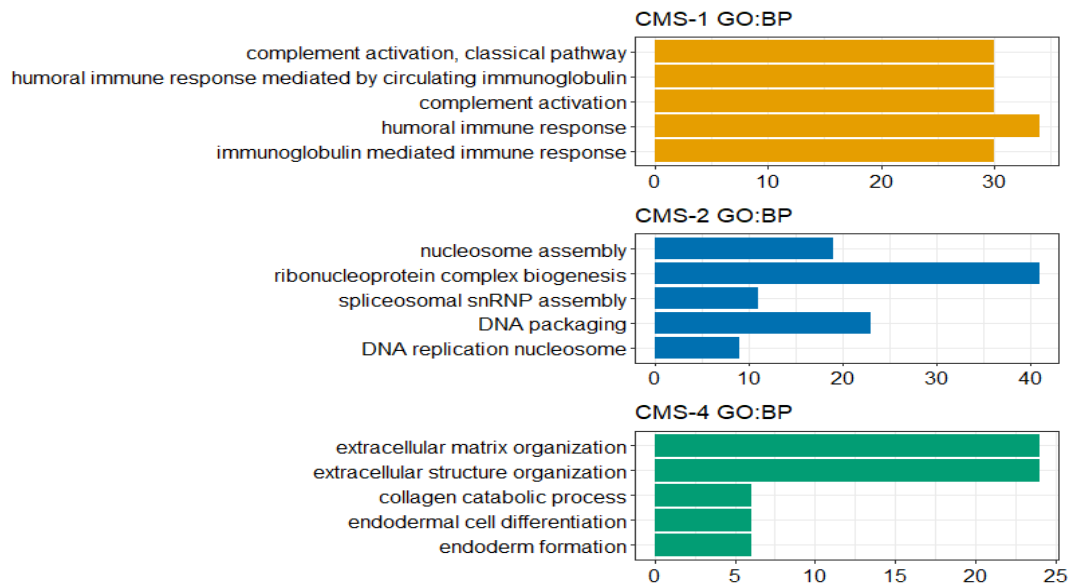 CMS-1 GO:BP
complement activation, classical pathway
humoral immune response mediated by circulating immunoglobulin
complement activation
humoral immune response
immunoglobulin mediated immune response
0 10 20 30
CMS-2 GO:BP
nucleosome assembly
ribonucleoprotein complex biogenesis
spliceosomal snRNP assembly
DNA packaging
DNA replication nucleosome
0 10 20 30 40
CMS-4 GO:BP
extracellular matrix organization
extracellular structure organization
collagen catabolic process
endodermal cell differentiation
endoderm formation
0 5 10 15 20 25